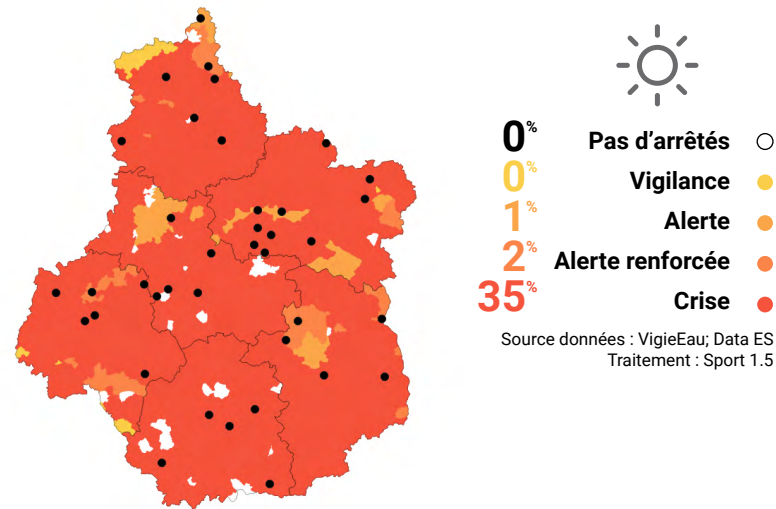 0% Pas d’arrêtés
0% Vigilance
1% Alerte
2% Alerte renforcée
35% Crise
Source données : VigieEau; Data ES
Traitement : Sport 1.5